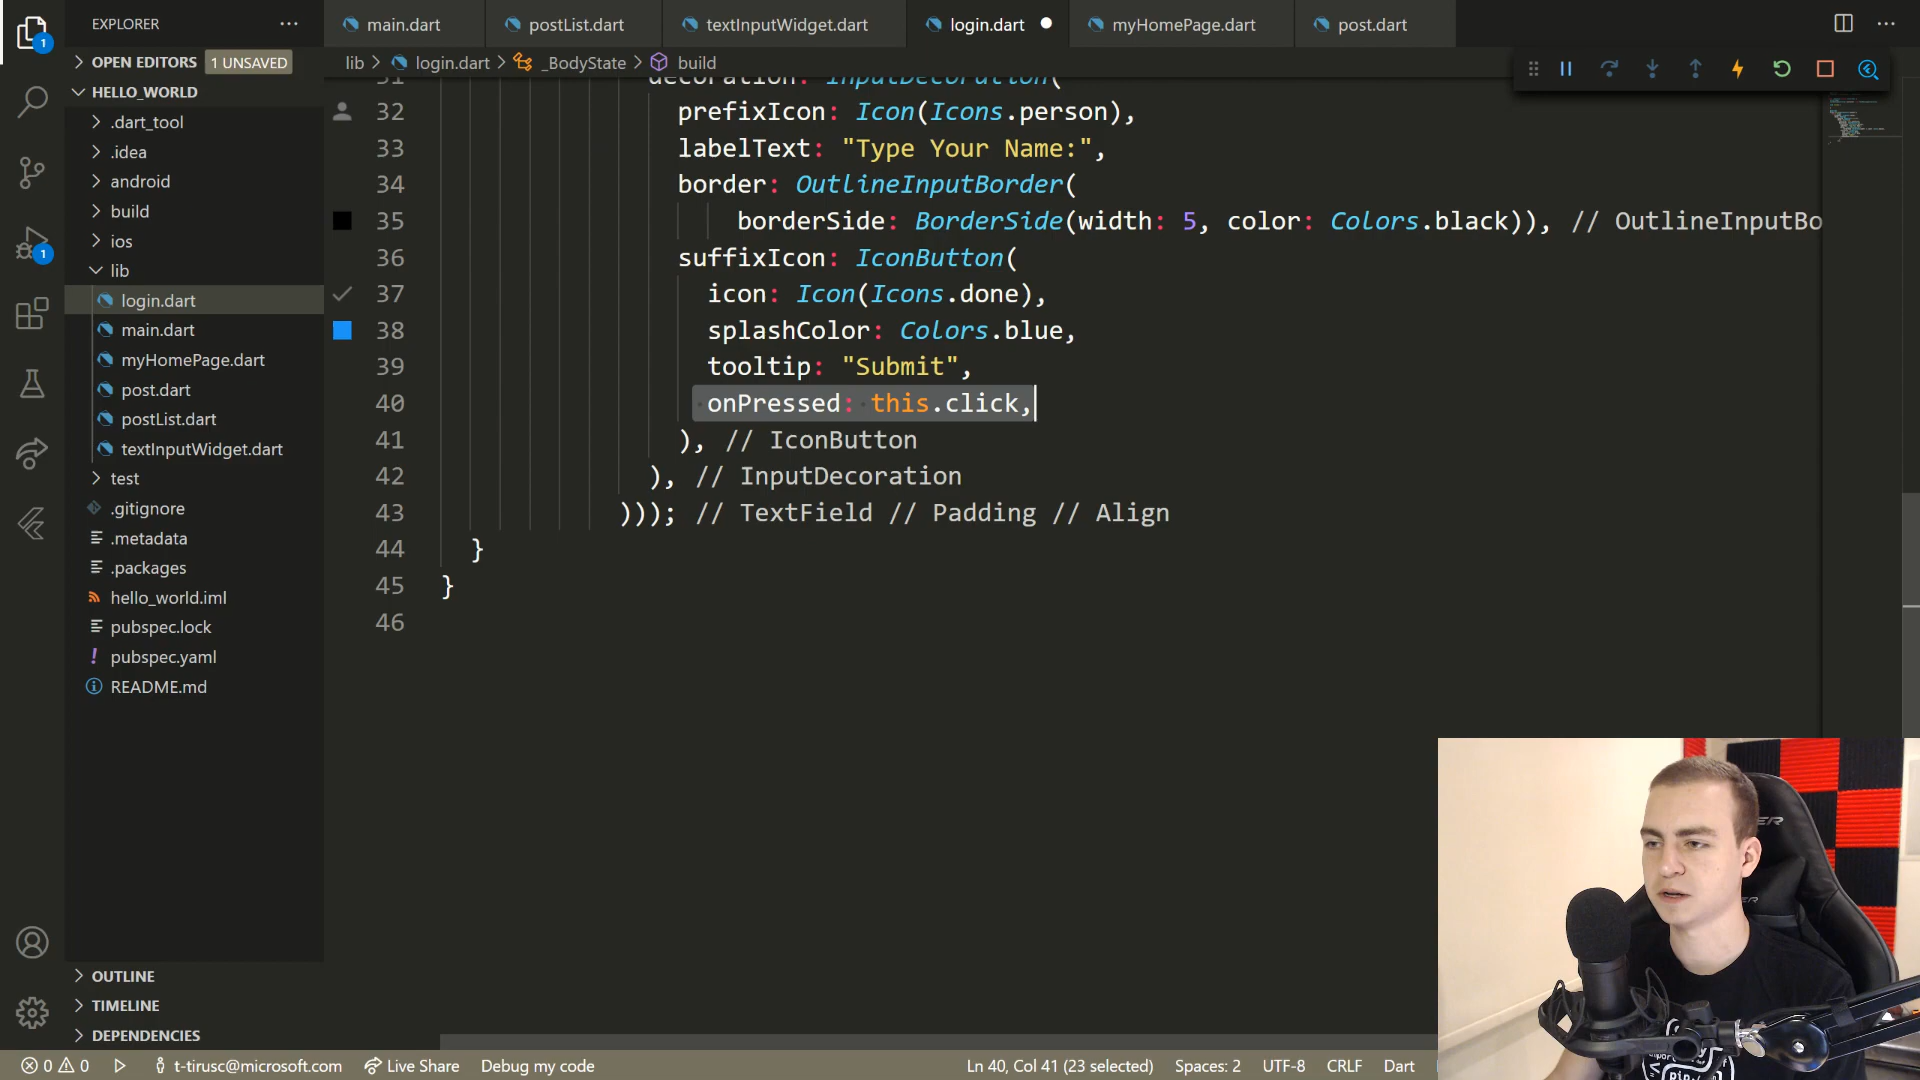 EXPLORER
main.dart
postList.dart
textInputWidget.dart
login.dart
myHomePage.dart
post.dart
OPEN EDITORS 1 UNSAVED
lib
login.dart
_BodyState
build
HELLO_WORLD
.dart_tool
.idea
android
build
ios
lib
login.dart
main.dart
myHomePage.dart
post.dart
postList.dart
textInputWidget.dart
test
.gitignore
.metadata
.packages
hello_world.iml
pubspec.lock
pubspec.yaml
README.md
OUTLINE
TIMELINE
DEPENDENCIES
31 decoration: InputDecoration(
32 prefixIcon: Icon(Icons.person),
33 labelText: "Type Your Name:",
34 border: OutlineInputBorder(
35 borderSide: BorderSide(width: 5, color: Colors.black)), // OutlineInputBo
36 suffixIcon: IconButton(
37 icon: Icon(Icons.done),
38 splashColor: Colors.blue,
39 tooltip: "Submit",
40 onPressed: this.click,
41 ), // IconButton
42 ), // InputDecoration
43 ))); // TextField // Padding // Align
44 }
45 }
46
0 0 t-tirusc@microsoft.com Live Share Debug my code Ln 40, Col 41 (23 selected) Spaces: 2 UTF-8 CRLF Dart